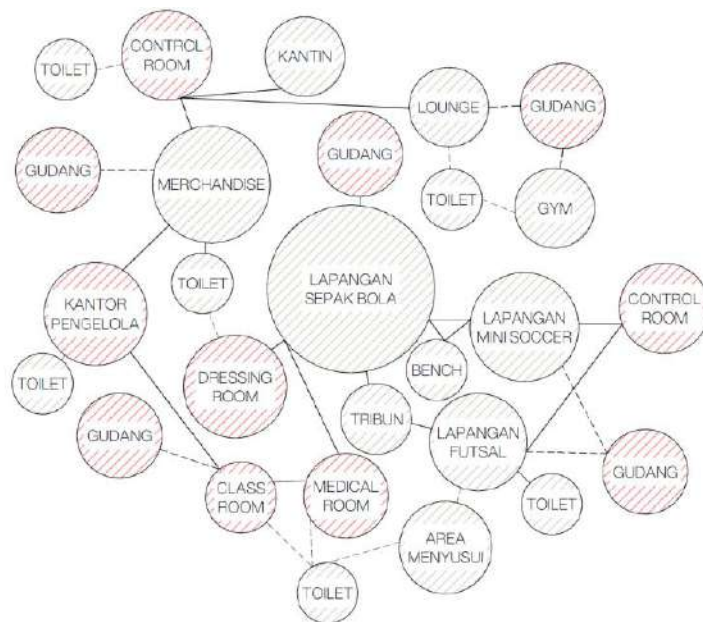 CONTROL
ROOM
TOILET
KANTIN
LOUNGE
GUDANG
GUDANG
GUDANG
MERCHANDISE
TOILET
GYM
TOILET
LAPANGAN
SEPAK BOLA
KANTOR
PENGELOLA
LAPANGAN
MINI SOCCER
CONTROL
ROOM
TOILET
DRESSING
ROOM
BENCH
TRIBUN
GUDANG
LAPANGAN
FUTSAL
GUDANG
CLASS
ROOM
MEDICAL
ROOM
TOILET
AREA
MENYUSUI
TOILET